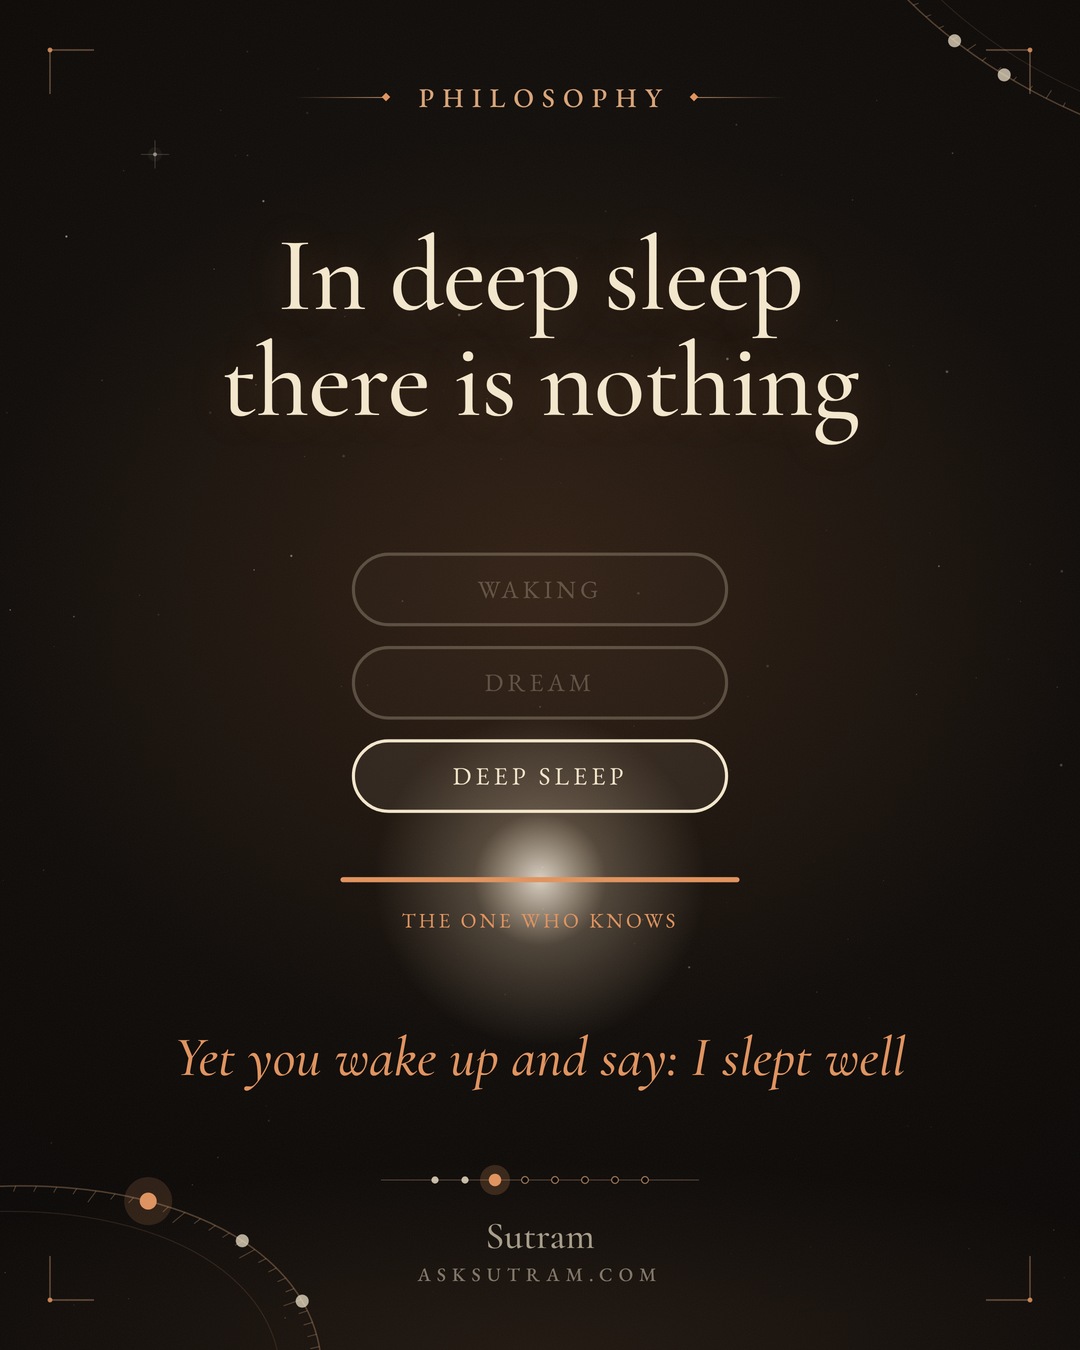 PHILOSOPHY
In deep sleep
there is nothing
WAKING
DREAM
DEEP SLEEP
THE ONE WHO KNOWS
Yet you wake up and say: I slept well
Sutram
ASKSUTRAM.COM